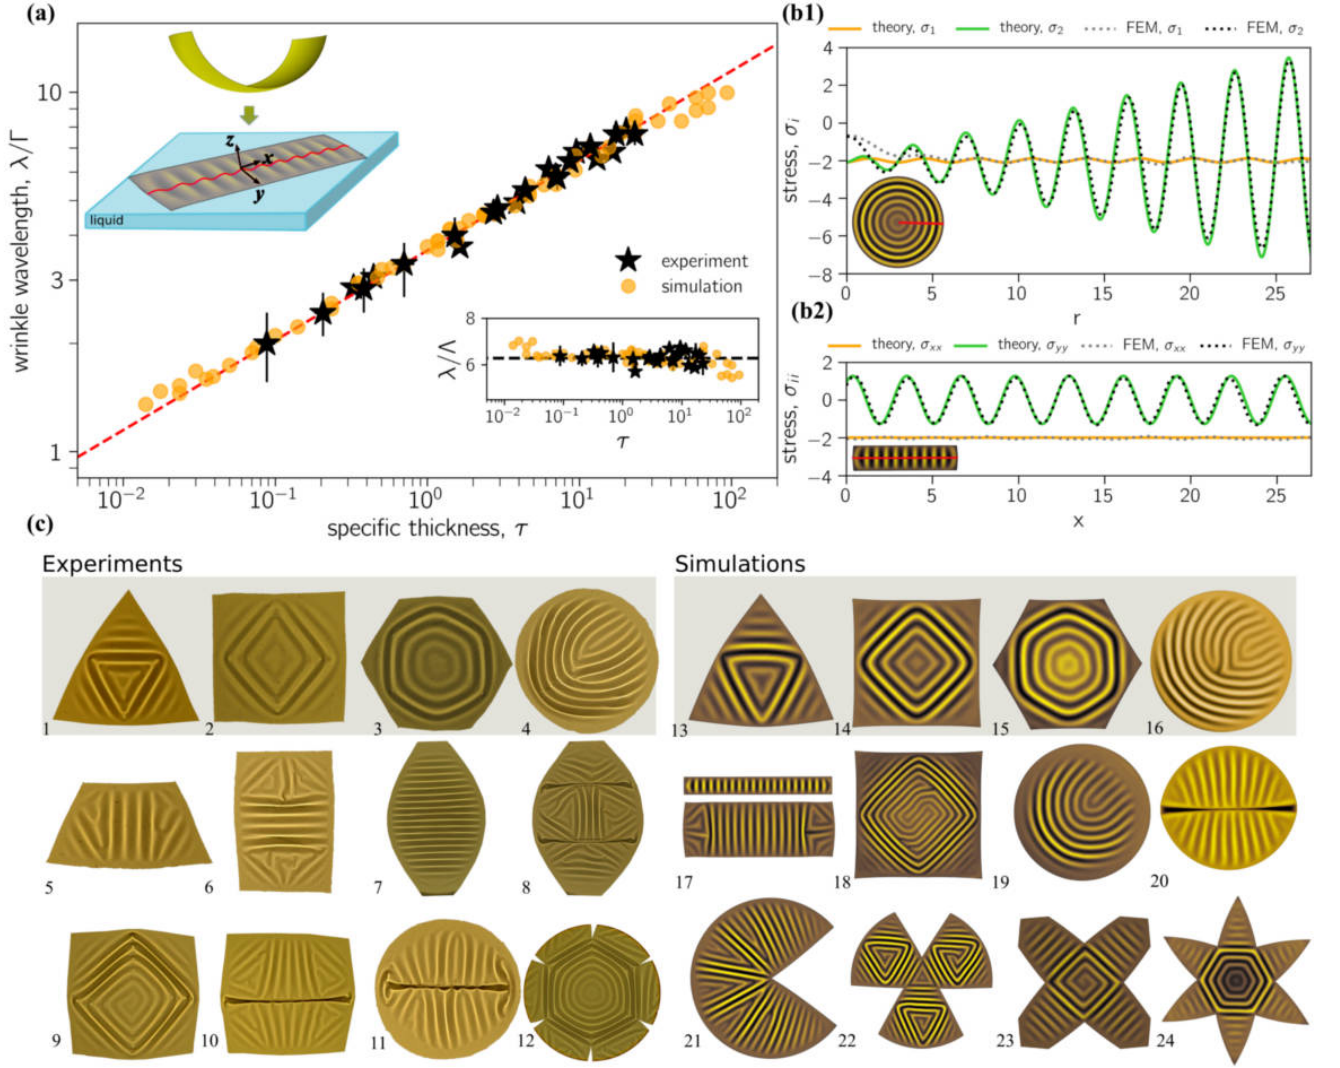 (a)
wrinkle wavelength, λ/Γ
10
3
1
z
x
y
liquid
experiment
simulation
λ/Λ
8
6
10⁻² 10⁻¹ 10⁰ 10¹ 10²
τ
10⁻² 10⁻¹ 10⁰ 10¹ 10²
specific thickness, τ
(b1)
theory, σ₁ theory, σ₂ FEM, σ₁ FEM, σ₂
stress, σᵢ
4
2
0
−2
−4
−6
−8
0 5 10 15 20 25
r
(b2)
theory, σₓₓ theory, σyy FEM, σₓₓ FEM, σyy
stress, σᵢᵢ
2
0
−2
−4
0 5 10 15 20 25
x
(c)
Experiments
1 2 3 4
5 6 7 8
9 10 11 12
Simulations
13 14 15 16
17 18 19 20
21 22 23 24